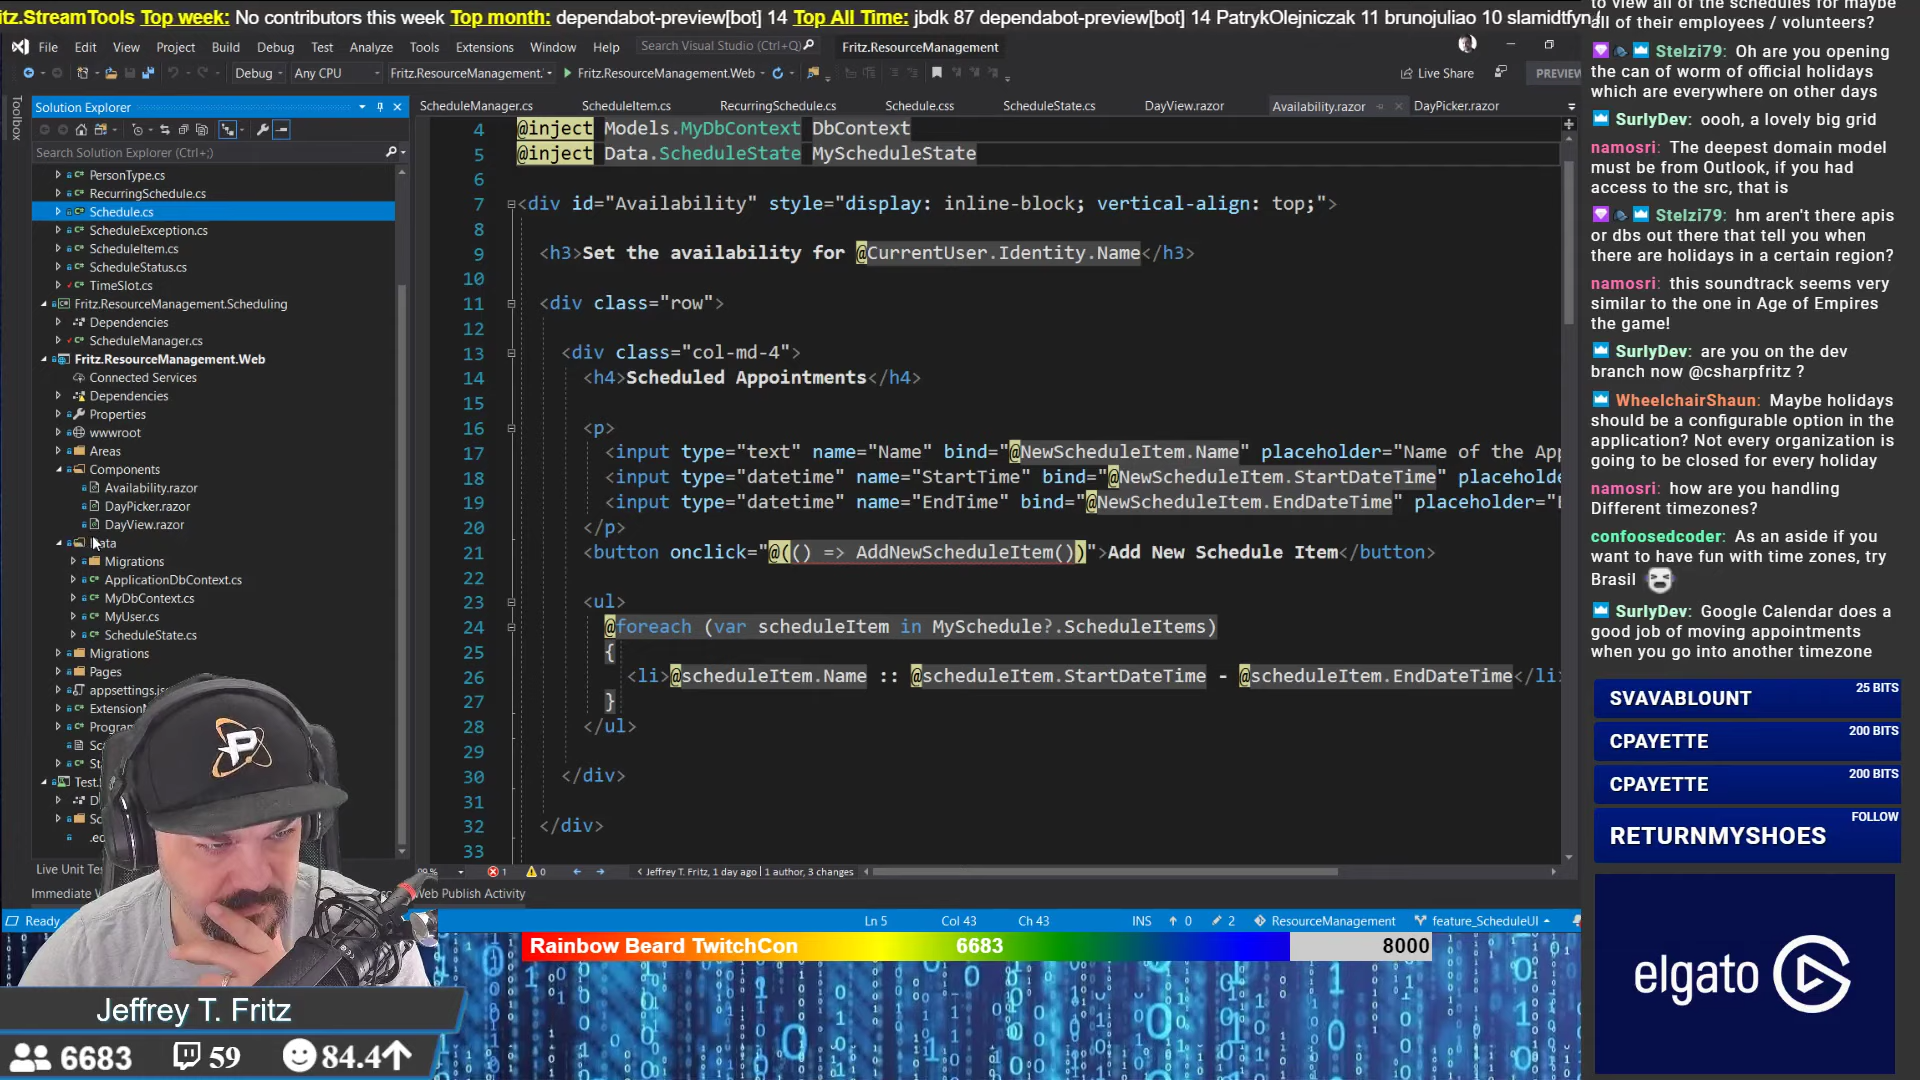 itz.StreamTools Top week: No contributors this week Top month: dependabot-preview[bot] 14 Top All Time: jbdk 87 dependabot-preview[bot] 14 PatrykOlejniczak 11 brunojuliao 10
File Edit View Project Build Debug Test Analyze Tools Extensions Window Help Search Visual Studio (Ctrl+Q) Fritz.ResourceManagement
Debug Any CPU Fritz.ResourceManagement. Fritz.ResourceManagement.Web Live Share PREVIEW
Toolbox
Solution Explorer
Search Solution Explorer (Ctrl+;)
PersonType.cs
RecurringSchedule.cs
Schedule.cs
ScheduleException.cs
ScheduleItem.cs
ScheduleStatus.cs
TimeSlot.cs
Fritz.ResourceManagement.Scheduling
Dependencies
ScheduleManager.cs
Fritz.ResourceManagement.Web
Connected Services
Dependencies
Properties
wwwroot
Areas
Components
Availability.razor
DayPicker.razor
DayView.razor
Data
Migrations
ApplicationDbContext.cs
MyDbContext.cs
MyUser.cs
ScheduleState.cs
Migrations
Pages
appsettings.js
Extension
Progra
Sc
St
Test.
D
Sc
.ec
Live Unit Tes
Immediate W
Web Publish Activity
ScheduleManager.cs ScheduleItem.cs RecurringSchedule.cs Schedule.css ScheduleState.cs DayView.razor Availability.razor DayPicker.razor
4 @inject Models.MyDbContext DbContext
5 @inject Data.ScheduleState MyScheduleState
6
7 <div id="Availability" style="display: inline-block; vertical-align: top;">
8
9 <h3>Set the availability for @CurrentUser.Identity.Name</h3>
10
11 <div class="row">
12
13 <div class="col-md-4">
14 <h4>Scheduled Appointments</h4>
15
16 <p>
17 <input type="text" name="Name" bind="@NewScheduleItem.Name" placeholder="Name of the App
18 <input type="datetime" name="StartTime" bind="@NewScheduleItem.StartDateTime" placeholde
19 <input type="datetime" name="EndTime" bind="@NewScheduleItem.EndDateTime" placeholder="E
20 </p>
21 <button onclick="@(() => AddNewScheduleItem())">Add New Schedule Item</button>
22
23 <ul>
24 @foreach (var scheduleItem in MySchedule?.ScheduleItems)
25 {
26 <li>@scheduleItem.Name :: @scheduleItem.StartDateTime - @scheduleItem.EndDateTime</li
27 }
28 </ul>
29
30 </div>
31
32 </div>
33
1 0 Jeffrey T. Fritz, 1 day ago | 1 author, 3 changes
Ready Ln 5 Col 43 Ch 43 INS 0 2 ResourceManagement feature_ScheduleUI
Rainbow Beard TwitchCon 6683 8000
Jeffrey T. Fritz
6683 59 84.4
to view all of the schedules for maybe
all of their employees / volunteers?
Stelzi79: Oh are you opening
the can of worm of official holidays
which are everywhere on other days
SurlyDev: oooh, a lovely big grid
namosri: The deepest domain model
must be from Outlook, if you had
access to the src, that is
Stelzi79: hm aren't there apis
or dbs out there that tell you when
there are holidays in a certain region?
namosri: this soundtrack seems very
similar to the one in Age of Empires
the game!
SurlyDev: are you on the dev
branch now @csharpfritz ?
WheelchairShaun: Maybe holidays
should be a configurable option in the
application? Not every organization is
going to be closed for every holiday
namosri: how are you handling
Different timezones?
confoosedcoder: As an aside if you
want to have fun with time zones, try
Brasil
SurlyDev: Google Calendar does a
good job of moving appointments
when you go into another timezone
SVAVABLOUNT 25 BITS
CPAYETTE 200 BITS
CPAYETTE 200 BITS
RETURNMYSHOES FOLLOW
elgato